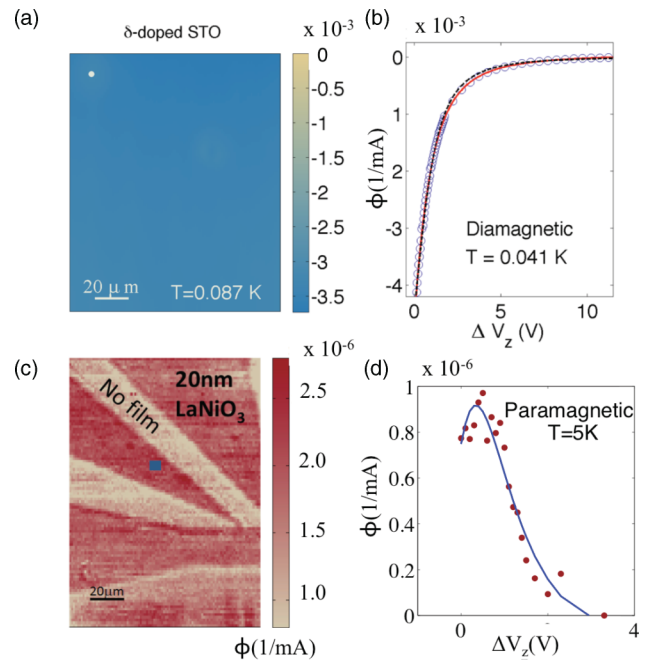 (a)
δ-doped STO
x 10⁻³
0
-0.5
-1
-1.5
-2
-2.5
-3
-3.5
20 μ m
T=0.087 K
(b)
x 10⁻³
0
1
2
-3
-4
ϕ(1/mA)
Diamagnetic
T = 0.041 K
0
5
10
Δ V_z (V)
(c)
No film
20nm
LaNiO₃
20μm
x 10⁻⁶
2.5
2.0
1.5
1.0
ϕ(1/mA)
(d)
x 10⁻⁶
1
0.8
0.6
0.4
0.2
0
ϕ(1/mA)
Paramagnetic
T=5K
0
2
4
ΔV_z(V)